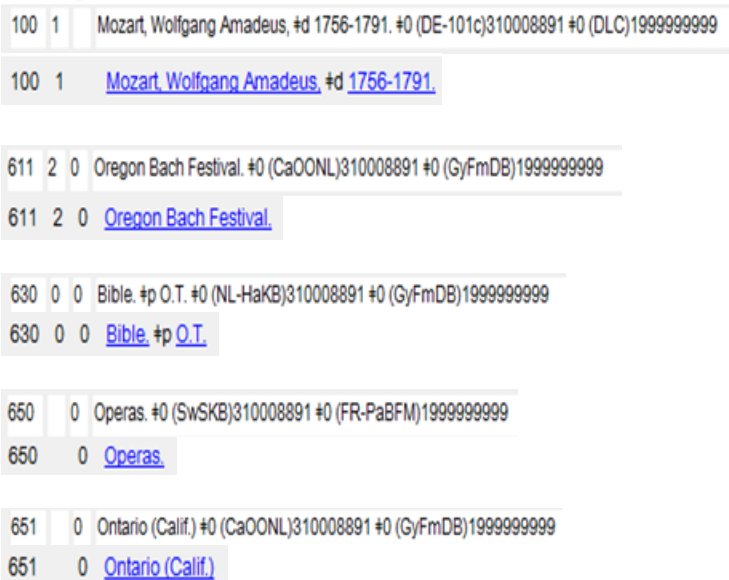 100 1 Mozart, Wolfgang Amadeus, ǂd 1756-1791. ǂ0 (DE-101c)310008891 ǂ0 (DLC)1999999999
100 1 Mozart, Wolfgang Amadeus, ǂd 1756-1791.
611 2 0 Oregon Bach Festival. ǂ0 (CaOONL)310008891 ǂ0 (GyFmDB)1999999999
611 2 0 Oregon Bach Festival.
630 0 0 Bible. ǂp O.T. ǂ0 (NL-HaKB)310008891 ǂ0 (GyFmDB)1999999999
630 0 0 Bible. ǂp O.T.
650 0 Operas. ǂ0 (SwSKB)310008891 ǂ0 (FR-PaBFM)1999999999
650 0 Operas.
651 0 Ontario (Calif.) ǂ0 (CaOONL)310008891 ǂ0 (GyFmDB)1999999999
651 0 Ontario (Calif.)